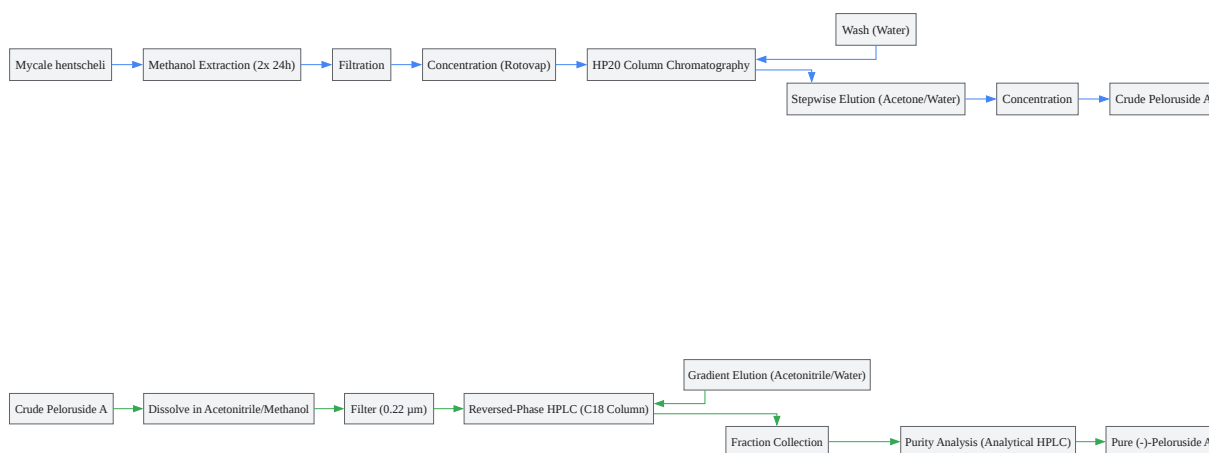 Wash (Water)
Mycale hentscheli
Methanol Extraction (2x 24h)
Filtration
Concentration (Rotovap)
HP20 Column Chromatography
Stepwise Elution (Acetone/Water)
Concentration
Crude Peloruside A
Gradient Elution (Acetonitrile/Water)
Crude Peloruside A
Dissolve in Acetonitrile/Methanol
Filter (0.22 µm)
Reversed-Phase HPLC (C18 Column)
Fraction Collection
Purity Analysis (Analytical HPLC)
Pure (-)-Peloruside A